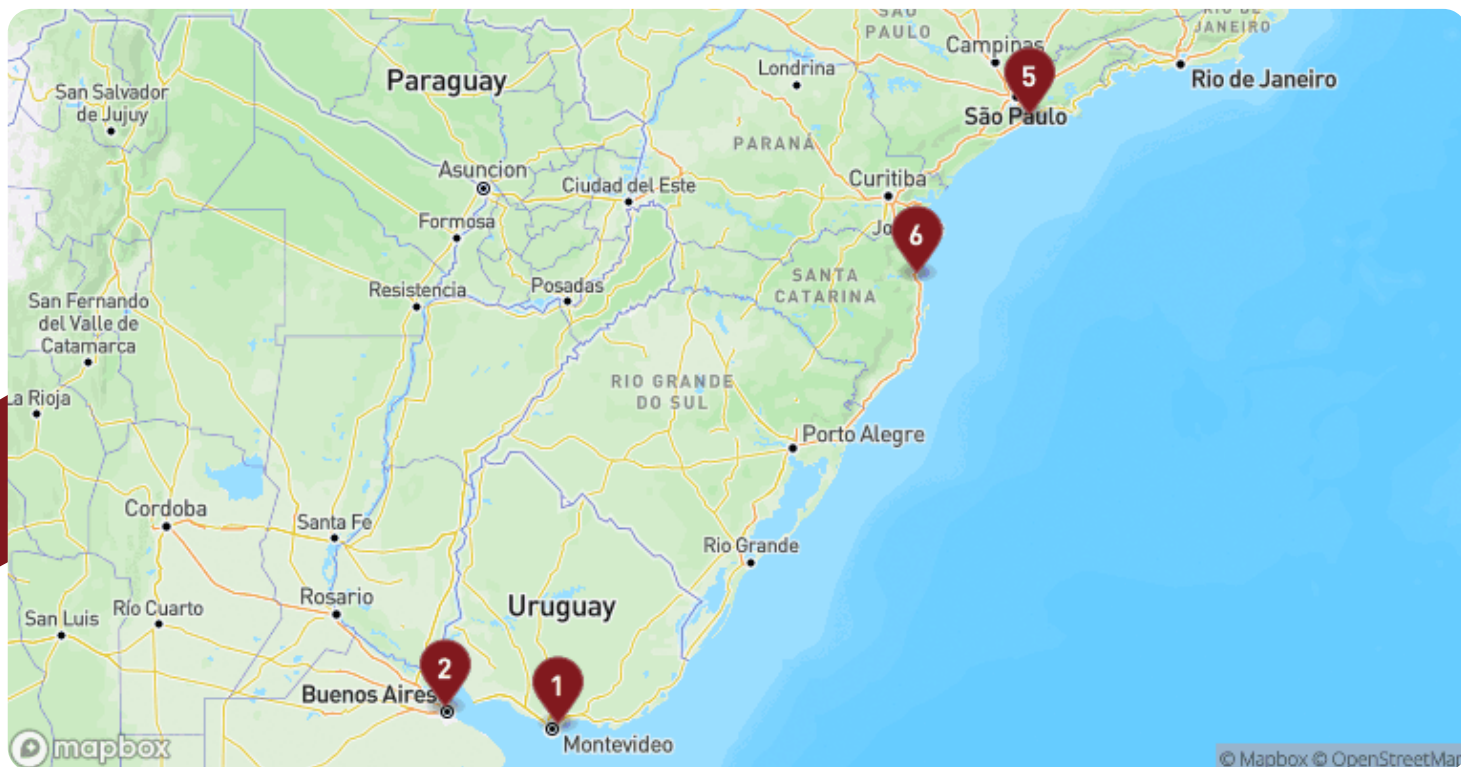 SÃO
PAULO
RIO DE
JANEIRO
Campinas
Londrina
5
Rio de Janeiro
Paraguay
San Salvador
de Jujuy
São Paulo
PARANÁ
Asuncion
Ciudad del Este
Curitiba
Formosa
6
SANTA
CATARINA
Resistencia
Posadas
San Fernando
del Valle de
Catamarca
RIO GRANDE
DO SUL
La Rioja
Porto Alegre
Cordoba
Santa Fe
Rio Grande
Rosario
Río Cuarto
San Luis
Uruguay
2
1
Buenos Aires
Montevideo
mapbox
© Mapbox © OpenStreetMap